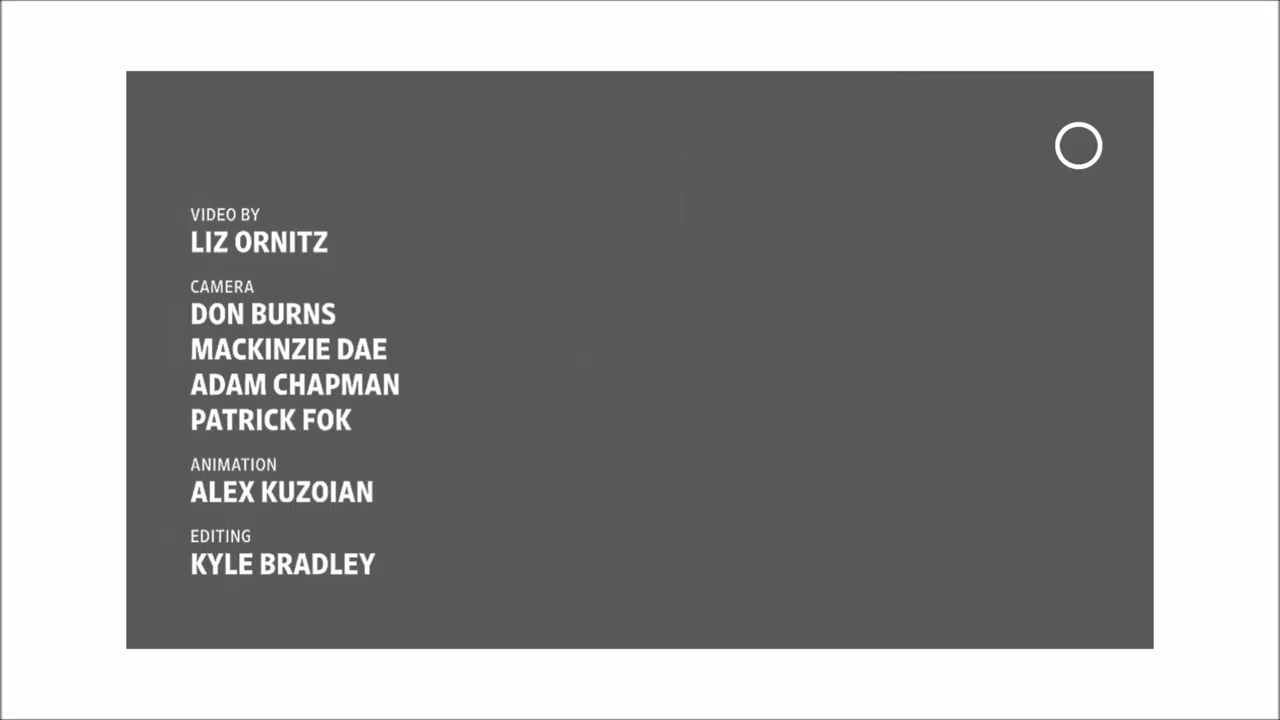 VIDEO BY
LIZ ORNITZ
CAMERA
DON BURNS
MACKINZIE DAE
ADAM CHAPMAN
PATRICK FOK
ANIMATION
ALEX KUZOIAN
EDITING
KYLE BRADLEY